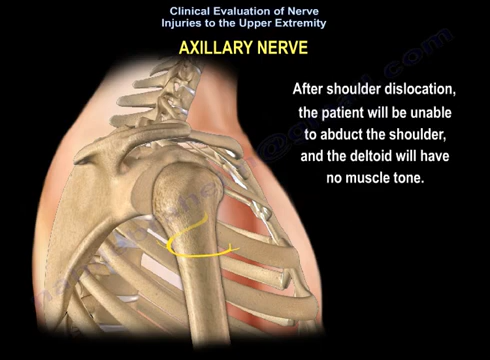 Clinical Evaluation of Nerve
Injuries to the Upper Extremity
AXILLARY NERVE
After shoulder dislocation,
the patient will be unable
to abduct the shoulder,
and the deltoid will have
no muscle tone.